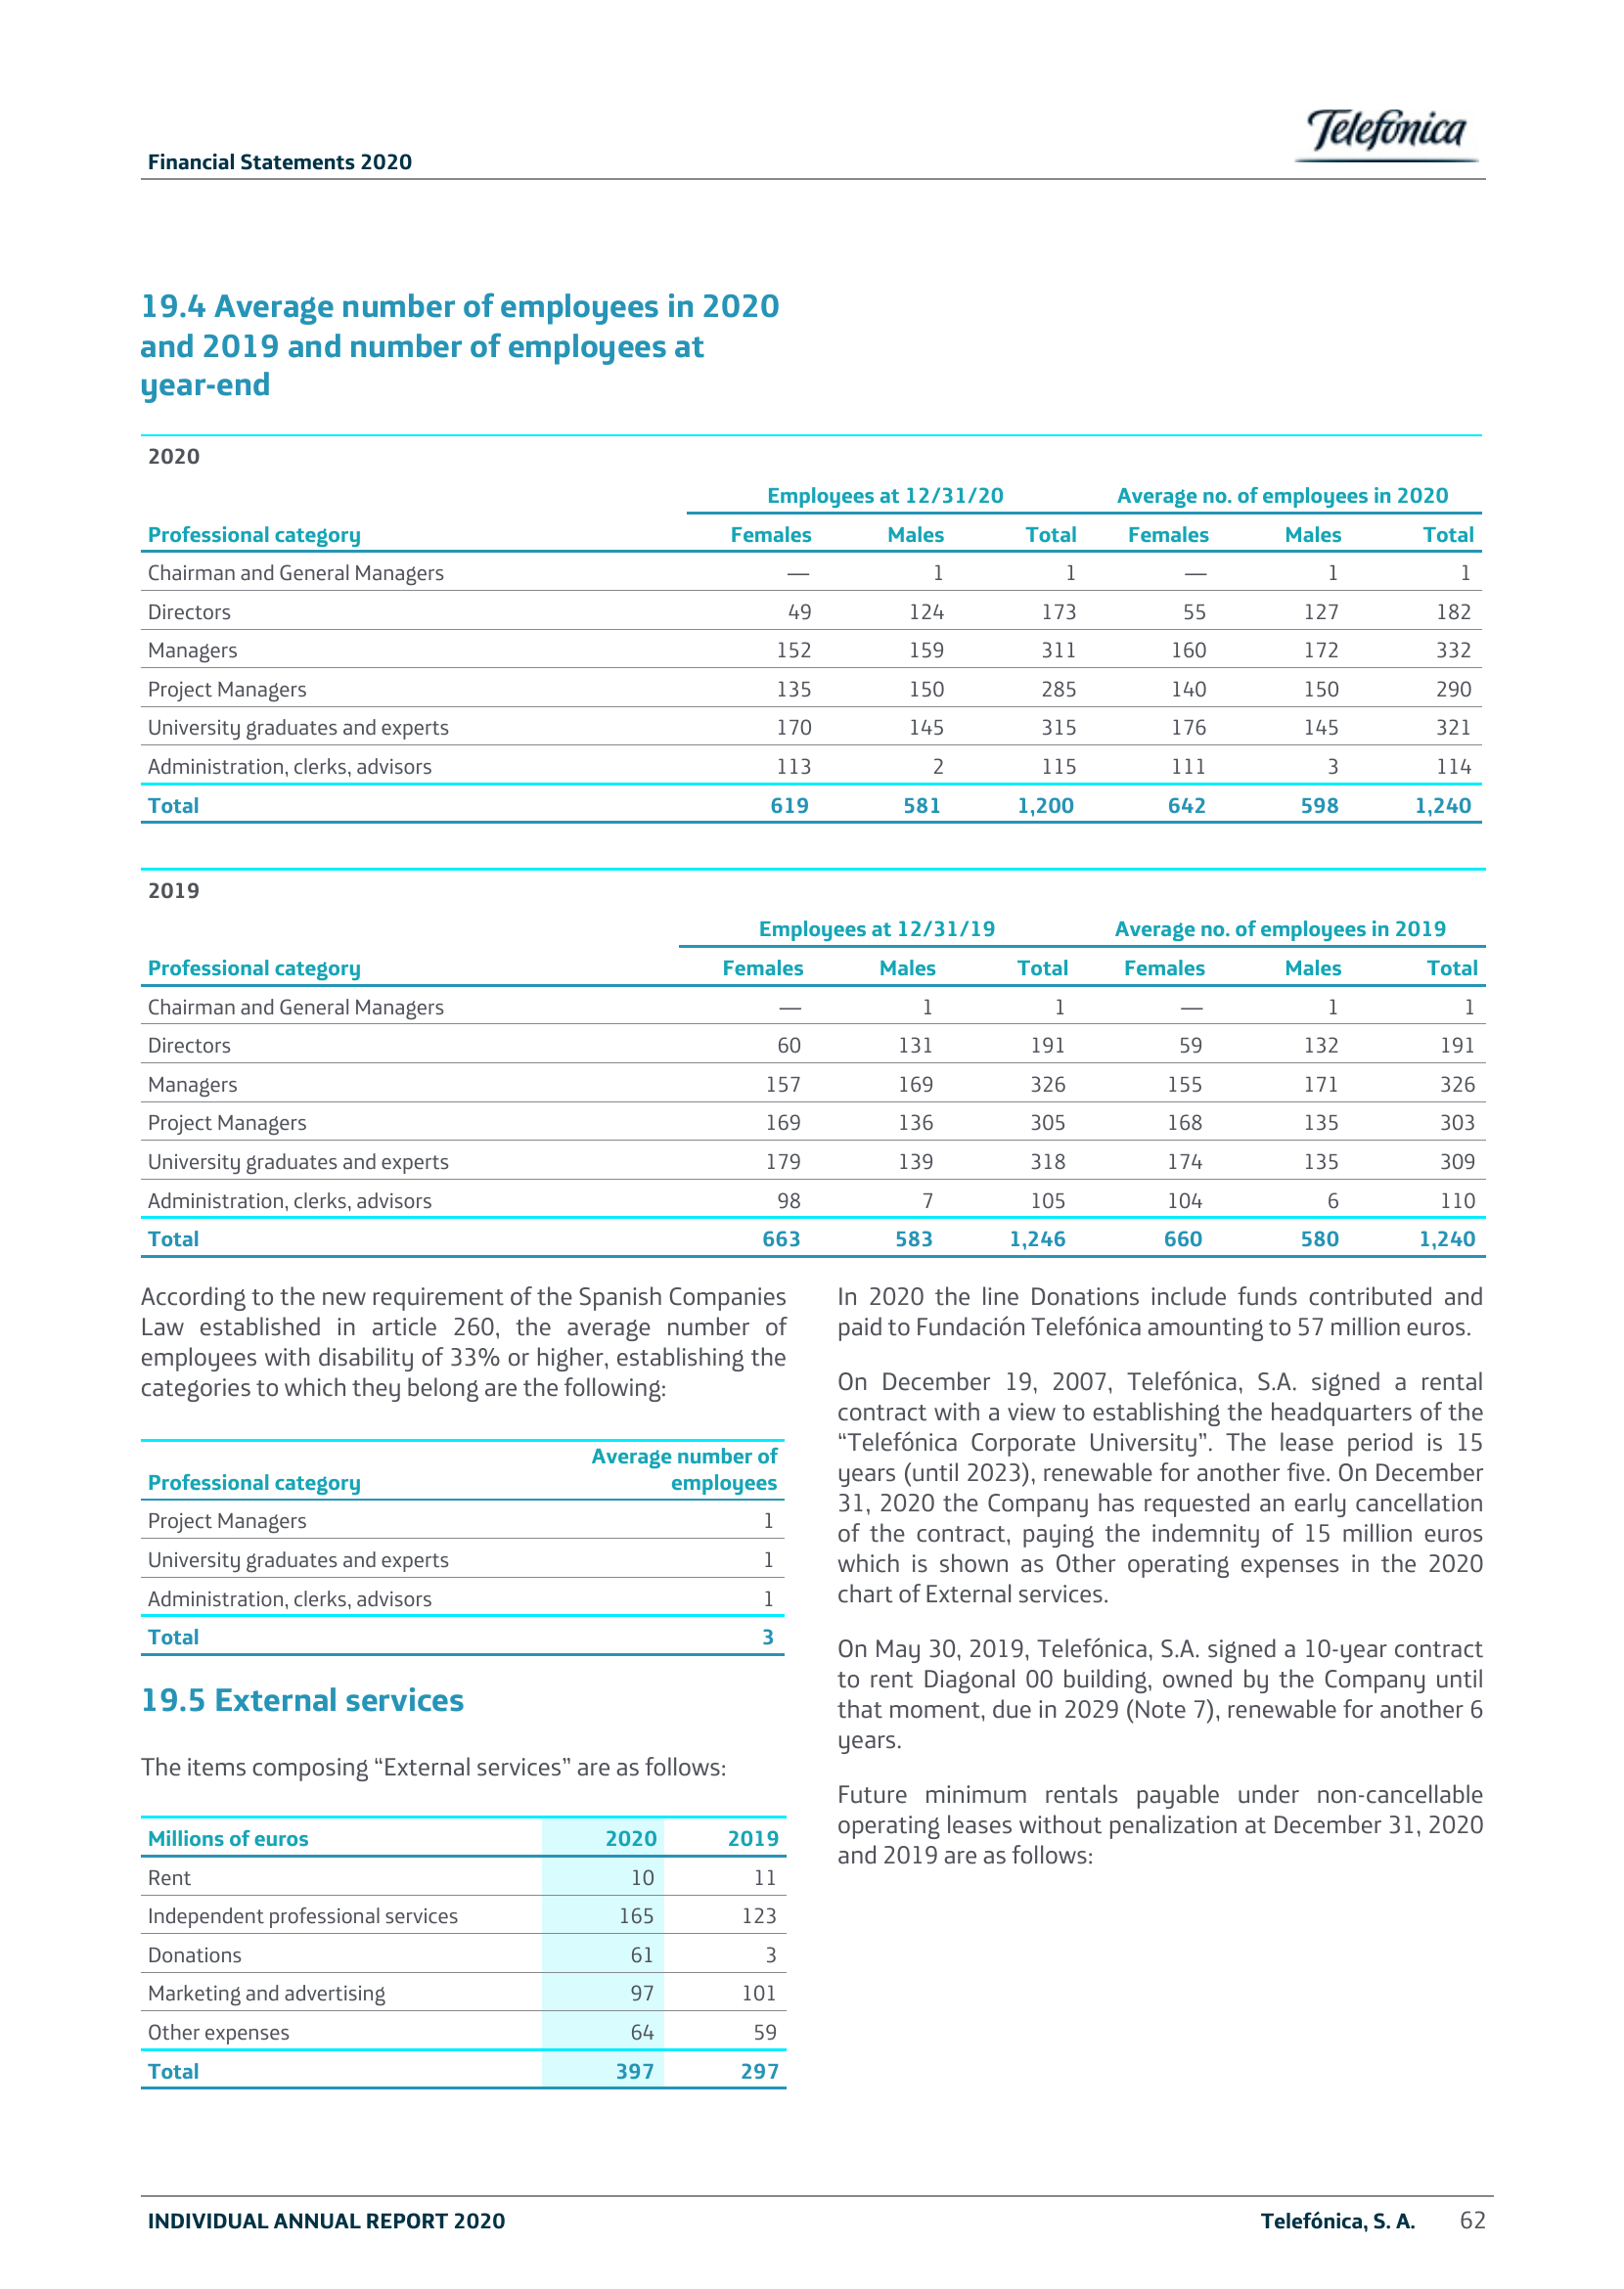 Telefónica
Financial Statements 2020
19.4 Average number of employees in 2020
and 2019 and number of employees at
year-end
2020
Employees at 12/31/20 Average no. of employees in 2020
Professional category Females Males Total Females Males Total
Chairman and General Managers — 1 1 — 1 1
Directors 49 124 173 55 127 182
Managers 152 159 311 160 172 332
Project Managers 135 150 285 140 150 290
University graduates and experts 170 145 315 176 145 321
Administration, clerks, advisors 113 2 115 111 3 114
Total 619 581 1,200 642 598 1,240
2019
Employees at 12/31/19 Average no. of employees in 2019
Professional category Females Males Total Females Males Total
Chairman and General Managers — 1 1 — 1 1
Directors 60 131 191 59 132 191
Managers 157 169 326 155 171 326
Project Managers 169 136 305 168 135 303
University graduates and experts 179 139 318 174 135 309
Administration, clerks, advisors 98 7 105 104 6 110
Total 663 583 1,246 660 580 1,240
According to the new requirement of the Spanish Companies
Law established in article 260, the average number of
employees with disability of 33% or higher, establishing the
categories to which they belong are the following:
Average number of
Professional category employees
Project Managers 1
University graduates and experts 1
Administration, clerks, advisors 1
Total 3
19.5 External services
The items composing “External services” are as follows:
Millions of euros 2020 2019
Rent 10 11
Independent professional services 165 123
Donations 61 3
Marketing and advertising 97 101
Other expenses 64 59
Total 397 297
In 2020 the line Donations include funds contributed and
paid to Fundación Telefónica amounting to 57 million euros.
On December 19, 2007, Telefónica, S.A. signed a rental
contract with a view to establishing the headquarters of the
“Telefónica Corporate University”. The lease period is 15
years (until 2023), renewable for another five. On December
31, 2020 the Company has requested an early cancellation
of the contract, paying the indemnity of 15 million euros
which is shown as Other operating expenses in the 2020
chart of External services.
On May 30, 2019, Telefónica, S.A. signed a 10-year contract
to rent Diagonal 00 building, owned by the Company until
that moment, due in 2029 (Note 7), renewable for another 6
years.
Future minimum rentals payable under non-cancellable
operating leases without penalization at December 31, 2020
and 2019 are as follows:
INDIVIDUAL ANNUAL REPORT 2020 Telefónica, S. A. 62